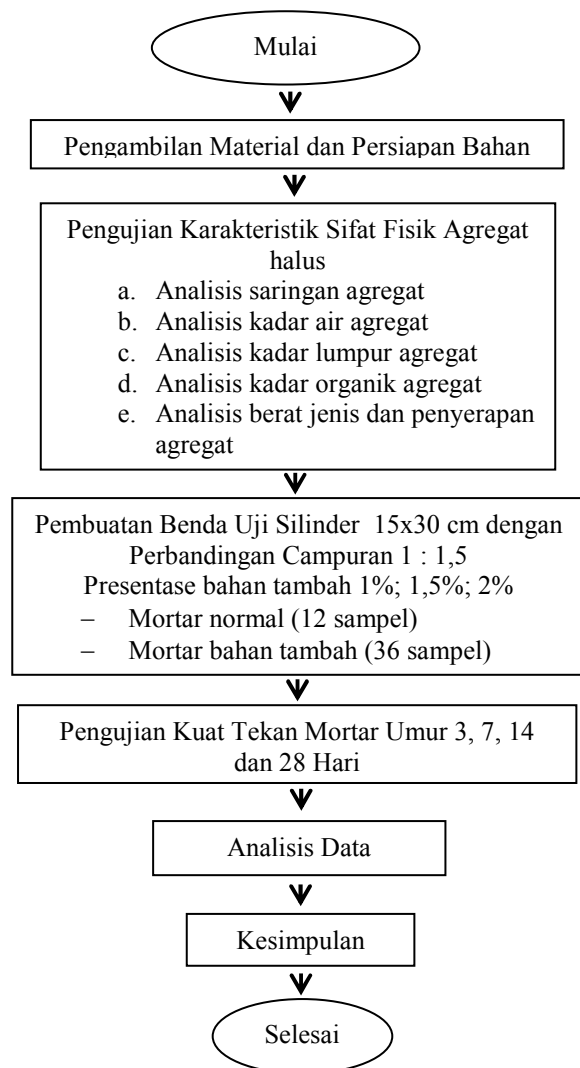 Mulai
Pengambilan Material dan Persiapan Bahan
Pengujian Karakteristik Sifat Fisik Agregat
halus
a. Analisis saringan agregat
b. Analisis kadar air agregat
c. Analisis kadar lumpur agregat
d. Analisis kadar organik agregat
e. Analisis berat jenis dan penyerapan
agregat
Pembuatan Benda Uji Silinder 15x30 cm dengan
Perbandingan Campuran 1 : 1,5
Presentase bahan tambah 1%; 1,5%; 2%
– Mortar normal (12 sampel)
– Mortar bahan tambah (36 sampel)
Pengujian Kuat Tekan Mortar Umur 3, 7, 14
dan 28 Hari
Analisis Data
Kesimpulan
Selesai